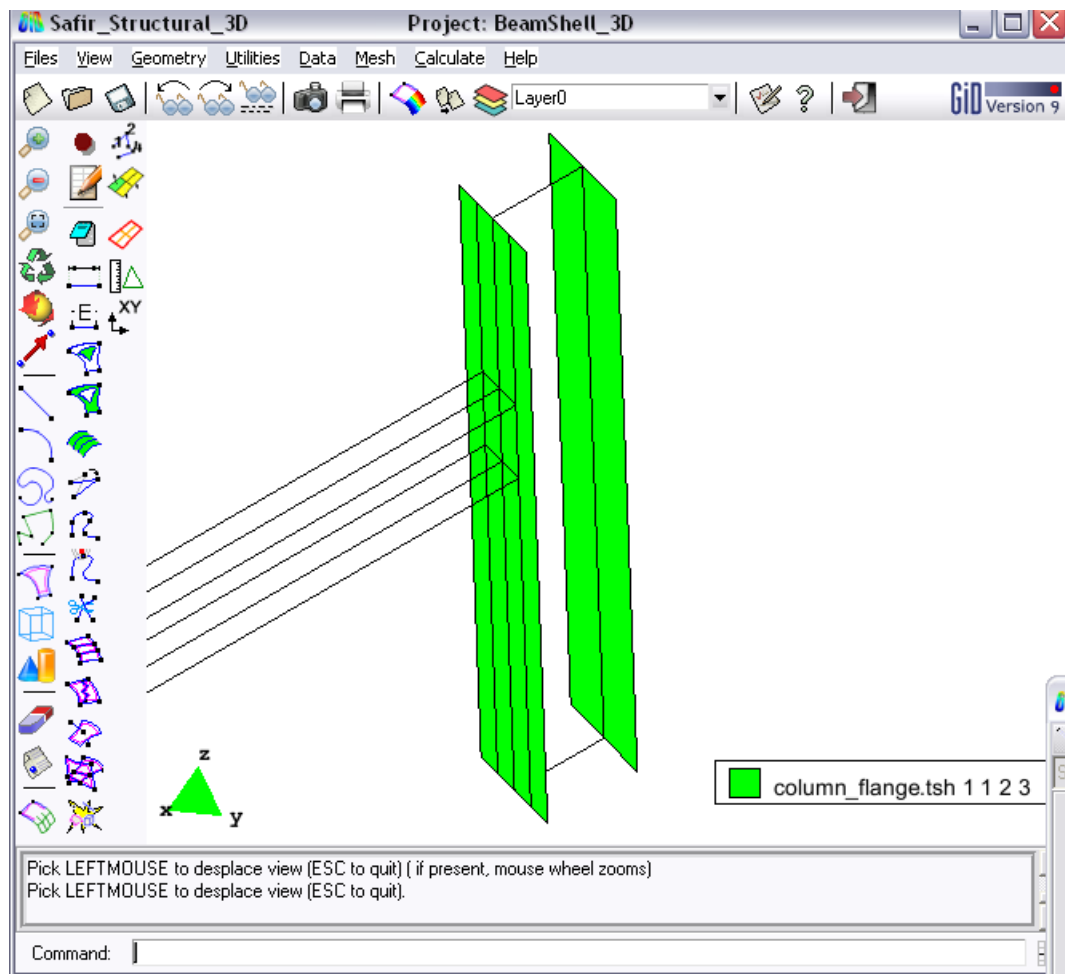 Safir_Structural_3D Project: BeamShell_3D
Files View Geometry Utilities Data Mesh Calculate Help
Layer0 GiD Version 9
2
E
XY
z
x
y
column_flange.tsh 1 1 2 3
Pick LEFTMOUSE to desplace view (ESC to quit) ( if present, mouse wheel zooms)
Pick LEFTMOUSE to desplace view (ESC to quit).
Command: